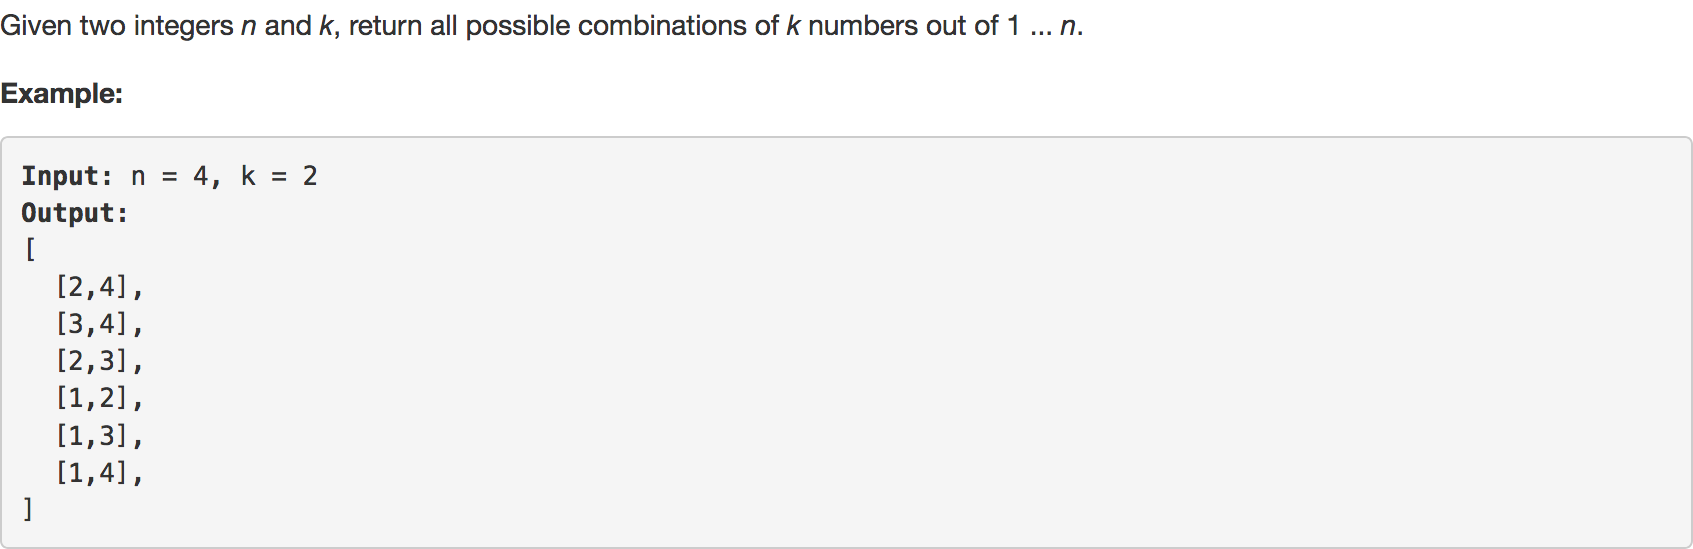 Given two integers n and k, return all possible combinations of k numbers out of 1 ... n.
Example:
Input: n = 4, k = 2
Output:
[
  [2,4],
  [3,4],
  [2,3],
  [1,2],
  [1,3],
  [1,4],
]